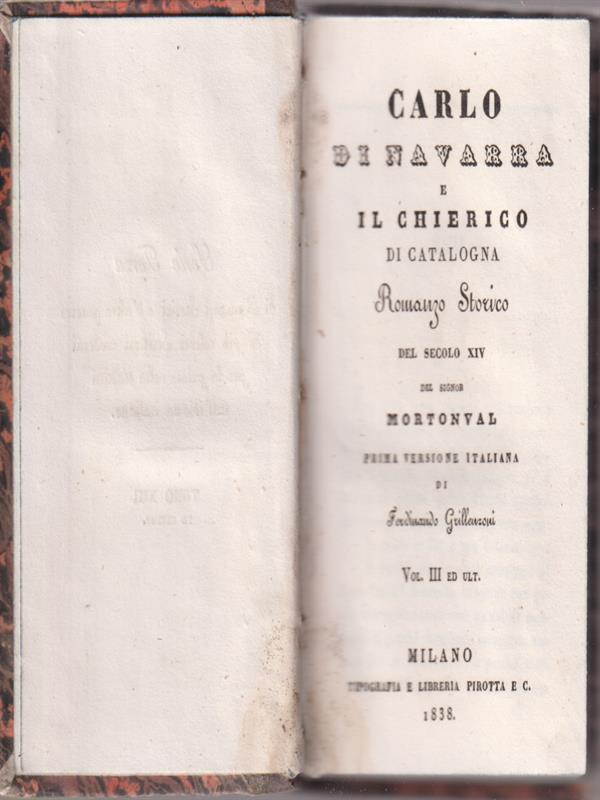 CARLO
DI NAVARRA
E
IL CHIERICO
DI CATALOGNA
Romanzo Storico
DEL SECOLO XIV
DEL SIGNOR
MORTONVAL
PRIMA VERSIONE ITALIANA
DI
Ferdinando Grillenzoni
VOL. III ED ULT.
MILANO
TIPOGRAFIA E LIBRERIA PIROTTA E C.
1838.